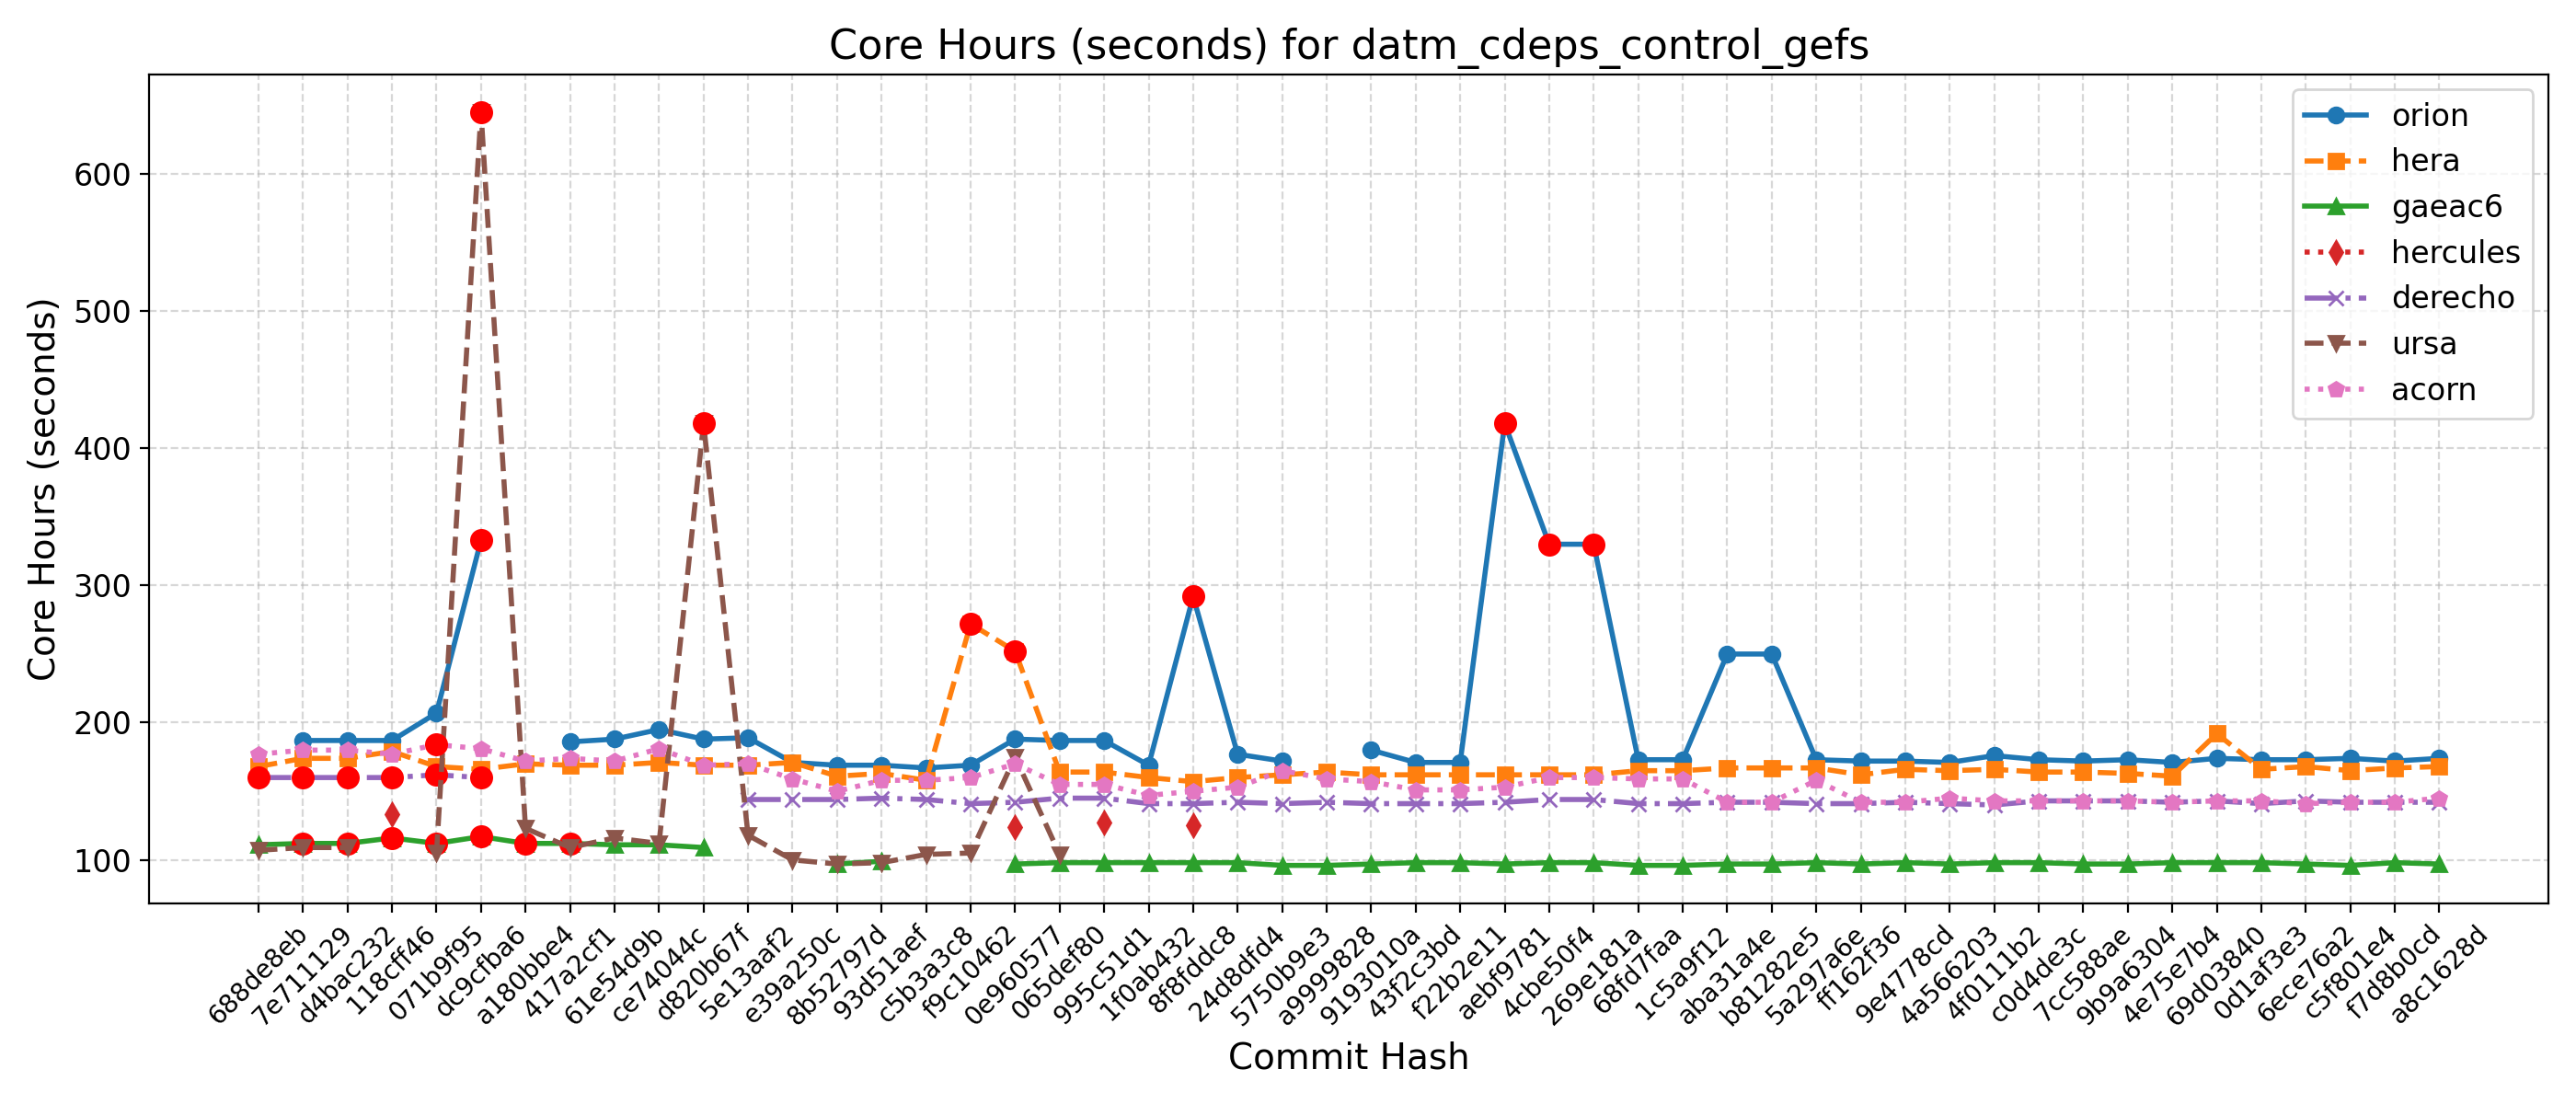 Core Hours (seconds) for datm_cdeps_control_gefs
Core Hours (seconds)
600
500
400
300
200
100
orion
hera
gaeac6
hercules
derecho
ursa
acorn
688de8eb
7e711129
d4bac232
118cff46
071b9f95
dc9cfba6
a180bbe4
417a2cf1
61e54d9b
ce74044c
d820b67f
5e13aaf2
e39a250c
8b52797d
93d51aef
c5b3a3c8
f9c10462
0e960577
065def80
995c51d1
1f0ab432
8f8fddc8
24d8dfd4
5750b9e3
a9999828
9193010a
43f2c3bd
f22b2e11
aebf9781
4cbe50f4
269e181a
68fd7faa
1c5a9f12
aba31a4e
b81282e5
5a297a6e
ff162f36
9e4778cd
4a566203
4f0111b2
c0d4de3c
7cc588ae
9b9a6304
4e75e7b4
69d03840
0d1af3e3
6ece76a2
c5f801e4
f7d8b0cd
a8c1628d
Commit Hash